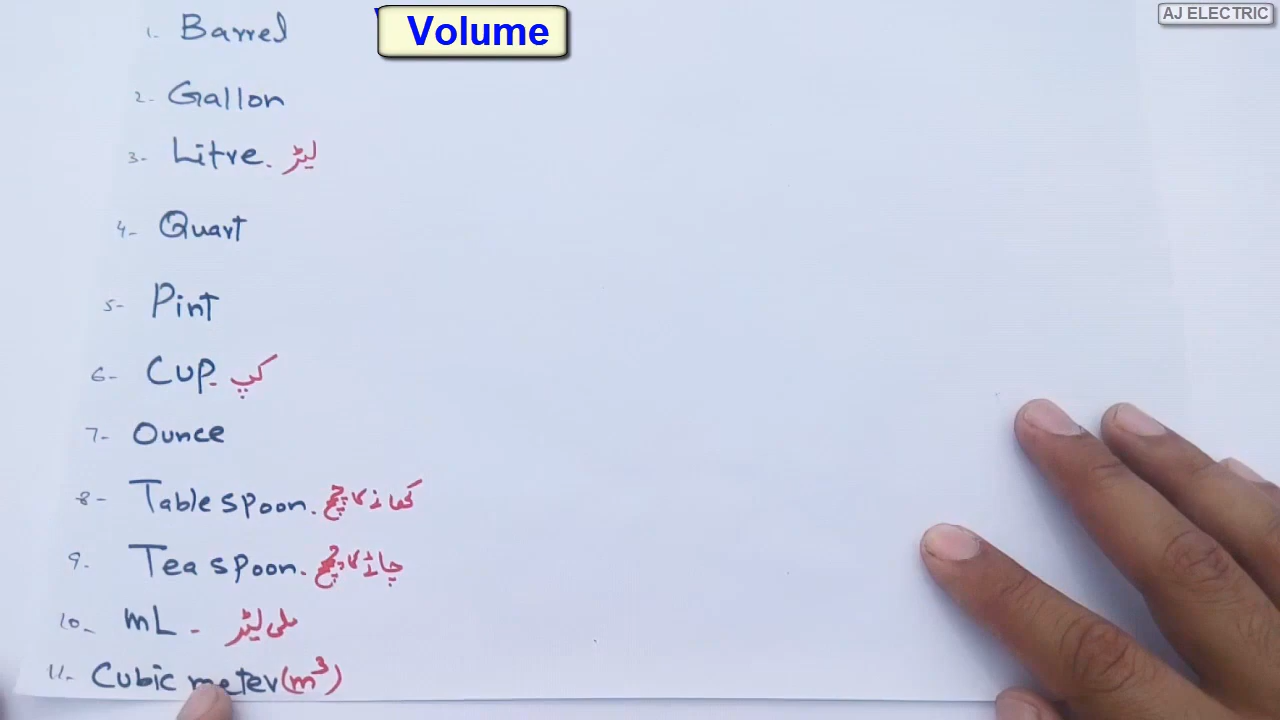 Volume
AJ ELECTRIC
1. Barrel
2- Gallon
3- Litre. لیٹر
4- Quart
5- Pint
6- Cup. کپ
7- Ounce
8- Table spoon. کھانے کا چمچ
9. Tea spoon. چائے کا چمچ
10- mL - ملی لیٹر
11- Cubic meter (m³)